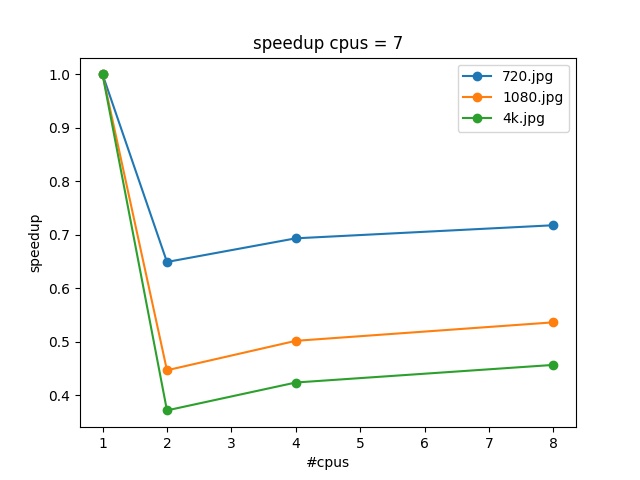 speedup cpus = 7
1.0
0.9
0.8
0.7
0.6
0.5
0.4
speedup
720.jpg
1080.jpg
4k.jpg
1 2 3 4 5 6 7 8
#cpus